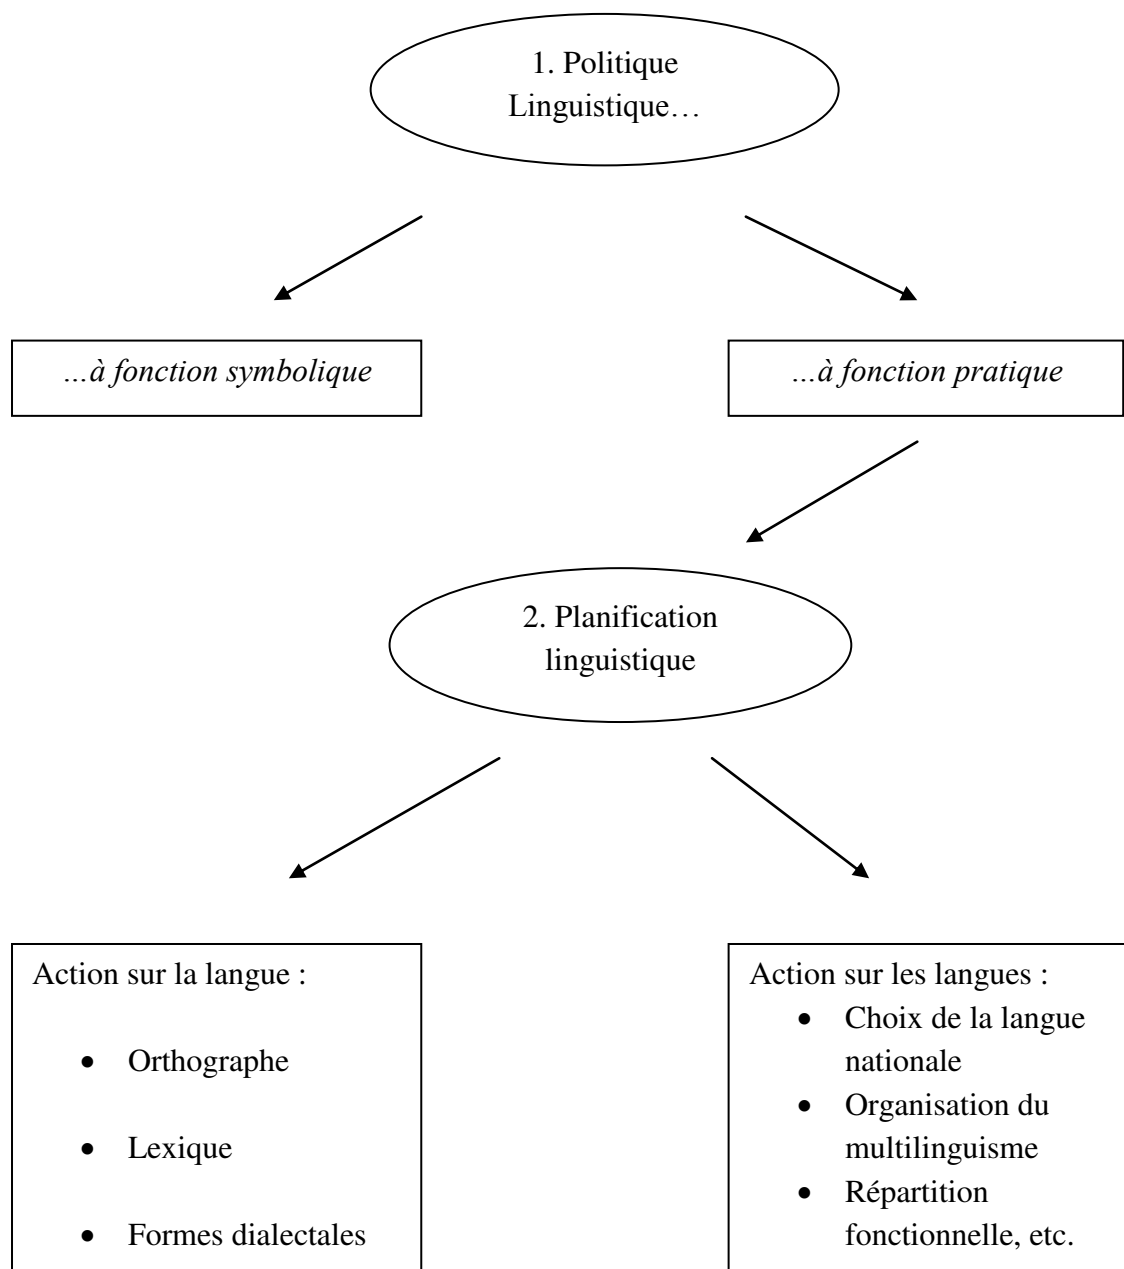 1. Politique
Linguistique…
...à fonction symbolique
...à fonction pratique
2. Planification
linguistique
Action sur la langue :
• Orthographe
• Lexique
• Formes dialectales
Action sur les langues :
• Choix de la langue
nationale
• Organisation du
multilinguisme
• Répartition
fonctionnelle, etc.